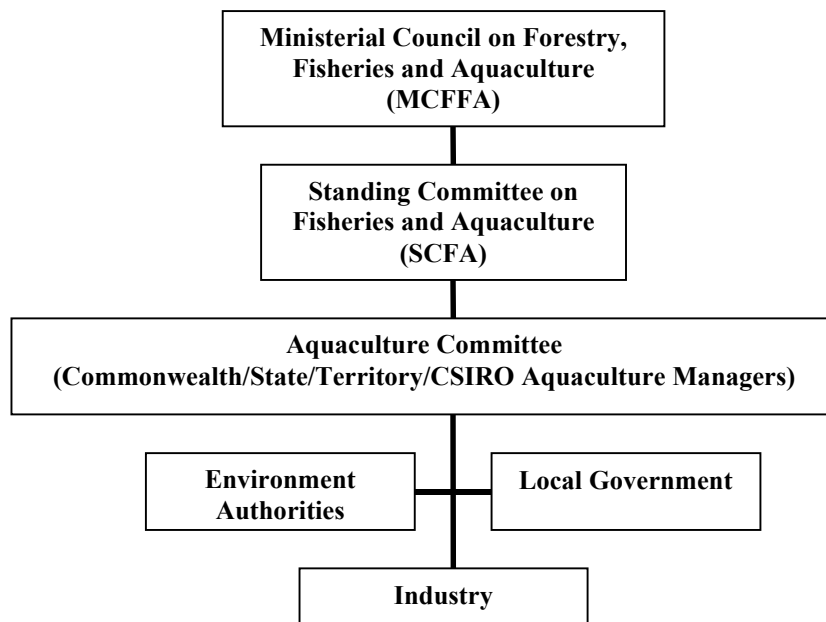 Ministerial Council on Forestry,
Fisheries and Aquaculture
(MCFFA)
Standing Committee on
Fisheries and Aquaculture
(SCFA)
Aquaculture Committee
(Commonwealth/State/Territory/CSIRO Aquaculture Managers)
Environment
Authorities
Local Government
Industry